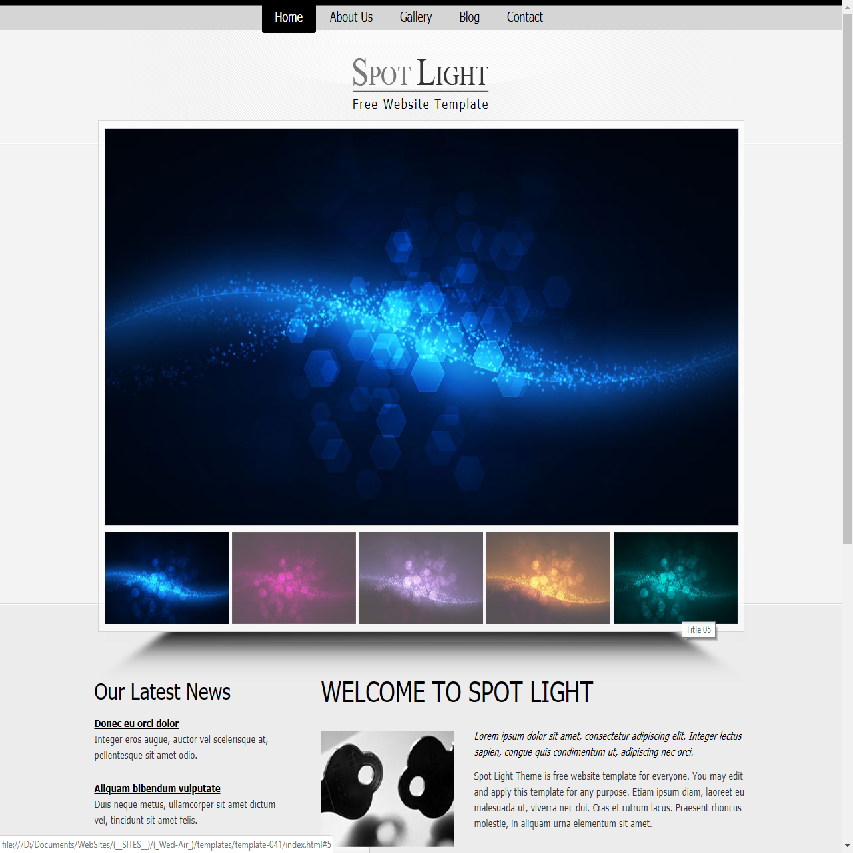 Home About Us Gallery Blog Contact
SPOT LIGHT
Free Website Template
Title 05
Our Latest News
Donec eu orci dolor
Integer eros augue, auctor vel scelerisque at,
pellentesque sit amet odio.
Aliquam bibendum vulputate
Duis neque metus, ullamcorper sit amet dictum
vel, tincidunt sit amet felis.
WELCOME TO SPOT LIGHT
Lorem ipsum dolor sit amet, consectetur adipiscing elit. Integer lectus
sapien, congue quis condimentum ut, adipiscing nec orci.
Spot Light Theme is free website template for everyone. You may edit
and apply this template for any purpose. Etiam ipsum diam, laoreet eu
malesuada ut, viverra nec dui. Cras et rutrum lacus. Praesent rhoncus
molestie, in aliquam urna elementum sit amet.
file:///D:/Documents/WebSites/(__SITES__)/(_Wed-Air_)/templates/template-041/index.html#5